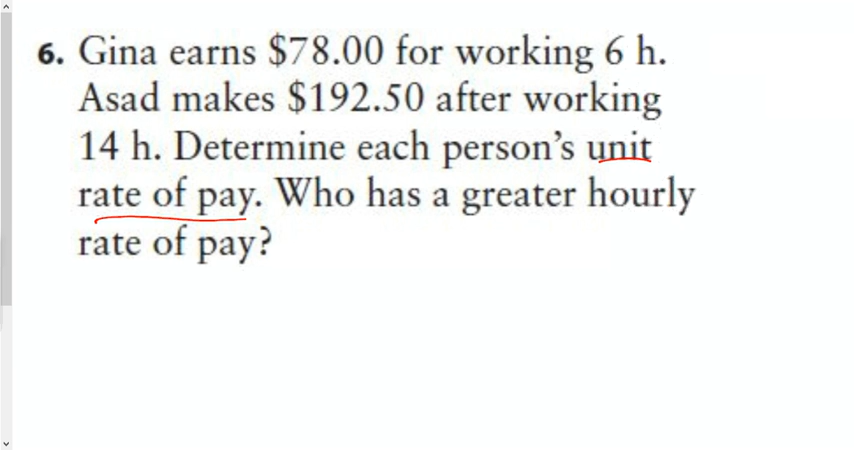 6. Gina earns $78.00 for working 6 h.
Asad makes $192.50 after working
14 h. Determine each person's unit
rate of pay. Who has a greater hourly
rate of pay?